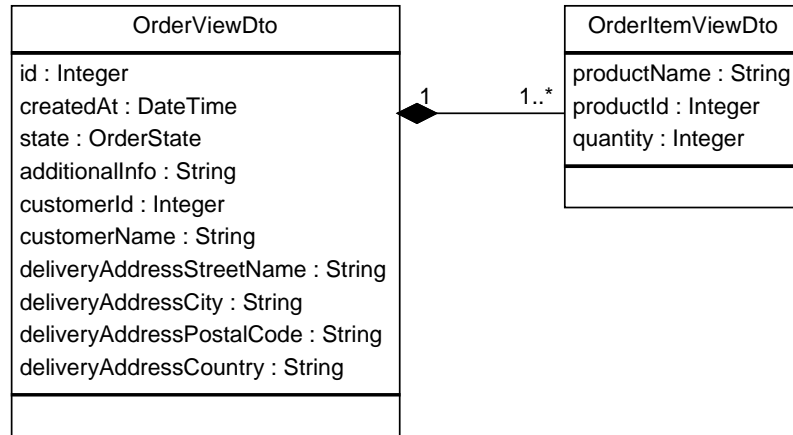 OrderViewDto
id : Integer
createdAt : DateTime
state : OrderState
additionalInfo : String
customerId : Integer
customerName : String
deliveryAddressStreetName : String
deliveryAddressCity : String
deliveryAddressPostalCode : String
deliveryAddressCountry : String
1
1..*
OrderItemViewDto
productName : String
productId : Integer
quantity : Integer